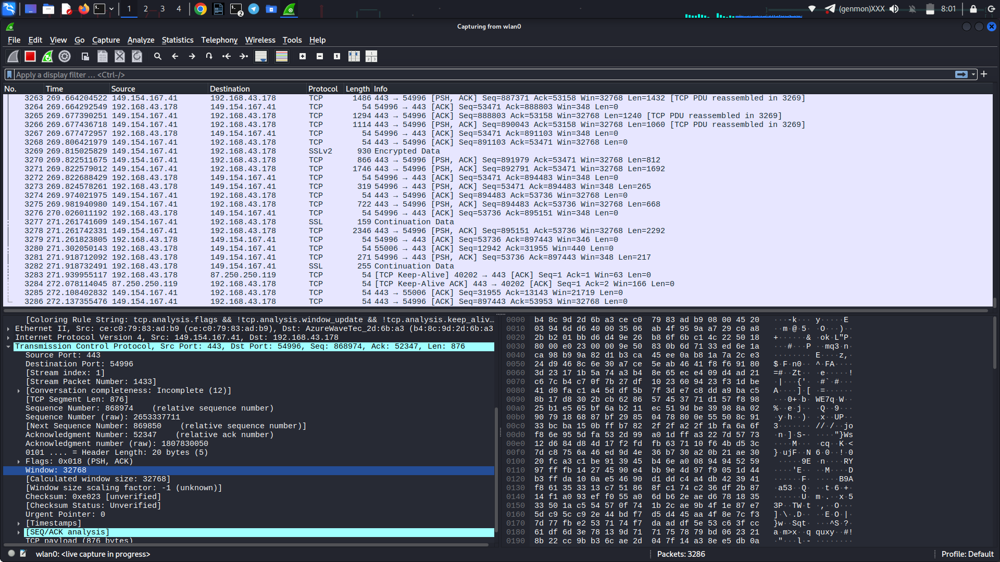 1 2 3 4 2 (genmon)XXX 8:01
Capturing from wlan0
File Edit View Go Capture Analyze Statistics Telephony Wireless Tools Help
Apply a display filter … <Ctrl-/>
No. Time Source Destination Protocol Length Info
3263 269.664204522 149.154.167.41 192.168.43.178 TCP 1486 443 → 54996 [PSH, ACK] Seq=887371 Ack=53158 Win=32768 Len=1432 [TCP PDU reassembled in 3269]
3264 269.664292549 192.168.43.178 149.154.167.41 TCP 54 54996 → 443 [ACK] Seq=53471 Ack=888803 Win=348 Len=0
3265 269.677390251 149.154.167.41 192.168.43.178 TCP 1294 443 → 54996 [PSH, ACK] Seq=888803 Ack=53158 Win=32768 Len=1240 [TCP PDU reassembled in 3269]
3266 269.677436718 149.154.167.41 192.168.43.178 TCP 1114 443 → 54996 [PSH, ACK] Seq=890043 Ack=53158 Win=32768 Len=1060 [TCP PDU reassembled in 3269]
3267 269.677472957 192.168.43.178 149.154.167.41 TCP 54 54996 → 443 [ACK] Seq=53471 Ack=891103 Win=348 Len=0
3268 269.806421979 149.154.167.41 192.168.43.178 TCP 54 443 → 54996 [ACK] Seq=891103 Ack=53471 Win=32768 Len=0
3269 269.815025829 149.154.167.41 192.168.43.178 SSLv2 930 Encrypted Data
3270 269.822511675 149.154.167.41 192.168.43.178 TCP 866 443 → 54996 [PSH, ACK] Seq=891979 Ack=53471 Win=32768 Len=812
3271 269.822579012 149.154.167.41 192.168.43.178 TCP 1746 443 → 54996 [PSH, ACK] Seq=892791 Ack=53471 Win=32768 Len=1692
3272 269.822688429 192.168.43.178 149.154.167.41 TCP 54 54996 → 443 [ACK] Seq=53471 Ack=894483 Win=348 Len=0
3273 269.824578261 192.168.43.178 149.154.167.41 TCP 319 54996 → 443 [PSH, ACK] Seq=53471 Ack=894483 Win=348 Len=265
3274 269.974021975 149.154.167.41 192.168.43.178 TCP 54 443 → 54996 [ACK] Seq=894483 Ack=53736 Win=32768 Len=0
3275 269.981940980 149.154.167.41 192.168.43.178 TCP 722 443 → 54996 [PSH, ACK] Seq=894483 Ack=53736 Win=32768 Len=668
3276 270.026011192 192.168.43.178 149.154.167.41 TCP 54 54996 → 443 [ACK] Seq=53736 Ack=895151 Win=348 Len=0
3277 271.261741609 149.154.167.41 192.168.43.178 SSL 159 Continuation Data
3278 271.261742331 149.154.167.41 192.168.43.178 TCP 2346 443 → 54996 [PSH, ACK] Seq=895151 Ack=53736 Win=32768 Len=2292
3279 271.261823805 192.168.43.178 149.154.167.41 TCP 54 54996 → 443 [ACK] Seq=53736 Ack=897443 Win=346 Len=0
3280 271.302050143 192.168.43.178 149.154.167.41 TCP 54 55006 → 443 [ACK] Seq=12942 Ack=31955 Win=440 Len=0
3281 271.918712092 192.168.43.178 149.154.167.41 TCP 271 54996 → 443 [PSH, ACK] Seq=53736 Ack=897443 Win=348 Len=217
3282 271.918732491 192.168.43.178 149.154.167.41 SSL 255 Continuation Data
3283 271.939955117 192.168.43.178 87.250.250.119 TCP 54 [TCP Keep-Alive] 40202 → 443 [ACK] Seq=1 Ack=1 Win=63 Len=0
3284 272.078114045 87.250.250.119 192.168.43.178 TCP 54 [TCP Keep-Alive ACK] 443 → 40202 [ACK] Seq=1 Ack=2 Win=166 Len=0
3285 272.108402832 149.154.167.41 192.168.43.178 TCP 54 443 → 55006 [ACK] Seq=31955 Ack=13143 Win=21719 Len=0
3286 272.137355476 149.154.167.41 192.168.43.178 TCP 54 443 → 54996 [ACK] Seq=897443 Ack=53953 Win=32768 Len=0
[Coloring Rule String: tcp.analysis.flags && !tcp.analysis.window_update && !tcp.analysis.keep_aliv…
Ethernet II, Src: ce:c0:79:83:ad:b9 (ce:c0:79:83:ad:b9), Dst: AzureWaveTec_2d:6b:a3 (b4:8c:9d:2d:6b:a3
Internet Protocol Version 4, Src: 149.154.167.41, Dst: 192.168.43.178
Transmission Control Protocol, Src Port: 443, Dst Port: 54996, Seq: 868974, Ack: 52347, Len: 876
Source Port: 443
Destination Port: 54996
[Stream index: 1]
[Stream Packet Number: 1433]
[Conversation completeness: Incomplete (12)]
[TCP Segment Len: 876]
Sequence Number: 868974 (relative sequence number)
Sequence Number (raw): 2653337711
[Next Sequence Number: 869850 (relative sequence number)]
Acknowledgment Number: 52347 (relative ack number)
Acknowledgment number (raw): 1807830050
0101 .... = Header Length: 20 bytes (5)
Flags: 0x018 (PSH, ACK)
Window: 32768
[Calculated window size: 32768]
[Window size scaling factor: -1 (unknown)]
Checksum: 0xe023 [unverified]
[Checksum Status: Unverified]
Urgent Pointer: 0
[Timestamps]
[SEQ/ACK analysis]
TCP payload (876 bytes)
0000 b4 8c 9d 2d 6b a3 ce c0 79 83 ad b9 08 00 45 20 ···-k··· y·····E
0010 03 94 6d d6 40 00 35 06 ab 4f 95 9a a7 29 c0 a8 ··m·@·5· ·O···)··
0020 2b b2 01 bb d6 d4 9e 26 b8 6f 6b c1 4c 22 50 18 +······& ·ok·L"P·
0030 80 00 e0 23 00 00 9e 50 83 0b 6d 71 33 ed 6e 1a ···#···P ··mq3·n·
0040 ca 98 b9 9a 82 d1 b3 ca 45 ee 0a b8 1a 7a 2c e3 ········ E····z,·
0050 24 d9 46 8c 6e 30 a7 ce 5e ab 46 41 f8 f6 91 80 $·F·n0·· ^·FA····
0060 3d 23 17 1b 5a 74 a3 b4 8e 65 ec e4 09 d4 ad 21 =#··Zt·· ·e·····!
0070 c6 7c b4 c7 0f 7b 27 df 10 23 60 94 23 f3 1d be ·|···{'· ·#`·#···
0080 41 d0 fa c1 a4 5d df 5b 7f 3d e7 c8 dd a9 ba c5 A····]·[ ·=······
0090 8b 17 d8 30 2b cb 62 86 57 45 37 71 d1 57 f8 98 ···0+·b· WE7q·W··
00a0 25 b1 e5 65 bf 6a b2 11 ec 51 9d be 39 98 8a 02 %··e·j·· ·Q··9···
00b0 90 79 18 68 87 bf 29 85 04 78 80 0e 55 50 8c 91 ·y·h··)· ·x··UP··
00c0 33 bc ba 15 0b ff b7 82 2f 2f a2 2f 1b fa 6a 6f 3······· //·/··jo
00d0 f8 6e 95 5d fa 53 2d 99 a0 1d ff a3 22 7d 57 73 ·n·]·S-· ····"}Ws
00e0 12 d6 84 d8 4d 17 f2 fd fb 63 71 10 f6 4b d5 3c ····M··· ·cq··K·<
00f0 7d c8 75 6a 46 ed 9d 4e 36 b7 30 a2 0b 21 ae 30 }·ujF··N 6·0··!·0
0100 20 fc a3 c1 be 91 39 45 b4 6e a0 08 94 94 52 59 ·····9E ·n····RY
0110 97 ff fb 14 27 45 90 e4 bb 9e 4d 97 f9 05 1d 44 ····'E·· ··M····D
0120 b3 ff da 10 0a e5 46 90 d1 dd c4 a4 db 42 39 41 ······F· ·····B9A
0130 f8 61 35 33 13 c7 51 86 8f c1 74 c2 36 df 2b 87 ·a53··Q· ··t·6·+·
0140 14 f1 a0 93 ef f0 55 a0 6d b6 2e ae d6 78 18 35 ······U· m·.··x·5
0150 33 50 1a c5 54 57 0f 74 1b 2c ae 9b 4f 1e 87 e7 3P··TW·t ·,··O···
0160 5d c9 5c c9 2e 44 bd f7 d5 d4 45 aa 4f 8e 7c f3 ]·\·.D·· ··E·O·|·
0170 7d 77 fb e2 53 71 74 f7 da ad df 5e 53 c6 3f cc }w··Sqt· ···^S·?·
0180 61 df 6d 3e 78 13 9d 71 71 75 78 79 bd 06 23 21 a·m>x··q quxy··#!
0190 8b 22 cc 9b b3 6c ae 2d 04 7f 14 a3 8e e5 db 0a ·"···l·- ········
wlan0: <live capture in progress> Packets: 3286 Profile: Default